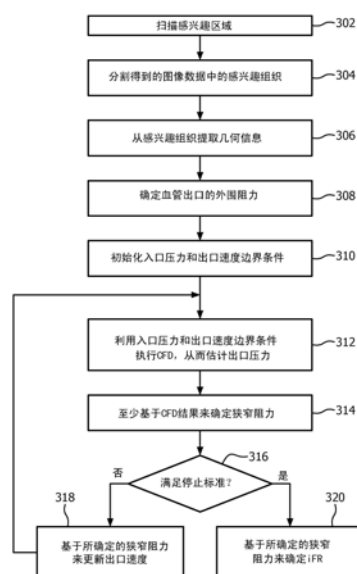 扫描感兴趣区域
302
分割得到的图像数据中的感兴趣组织
304
从感兴趣组织提取几何信息
306
确定血管出口的外围阻力
308
初始化入口压力和出口速度边界条件
310
利用入口压力和出口速度边界条件
执行CFD，从而估计出口压力
312
至少基于CFD结果来确定狭窄阻力
314
316
满足停止标准？
否
是
318
基于所确定的狭窄阻力
来更新出口速度
320
基于所确定的狭窄
阻力来确定iFR